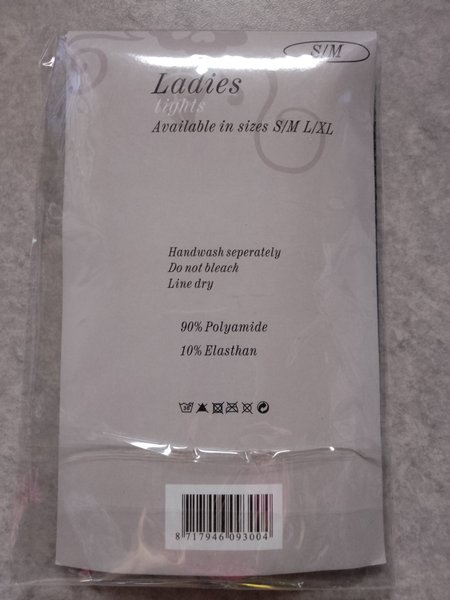 S/M
Ladies
tights
Available in sizes S/M L/XL
Handwash seperately
Do not bleach
Line dry
90% Polyamide
10% Elasthan
30
8 717946 093004